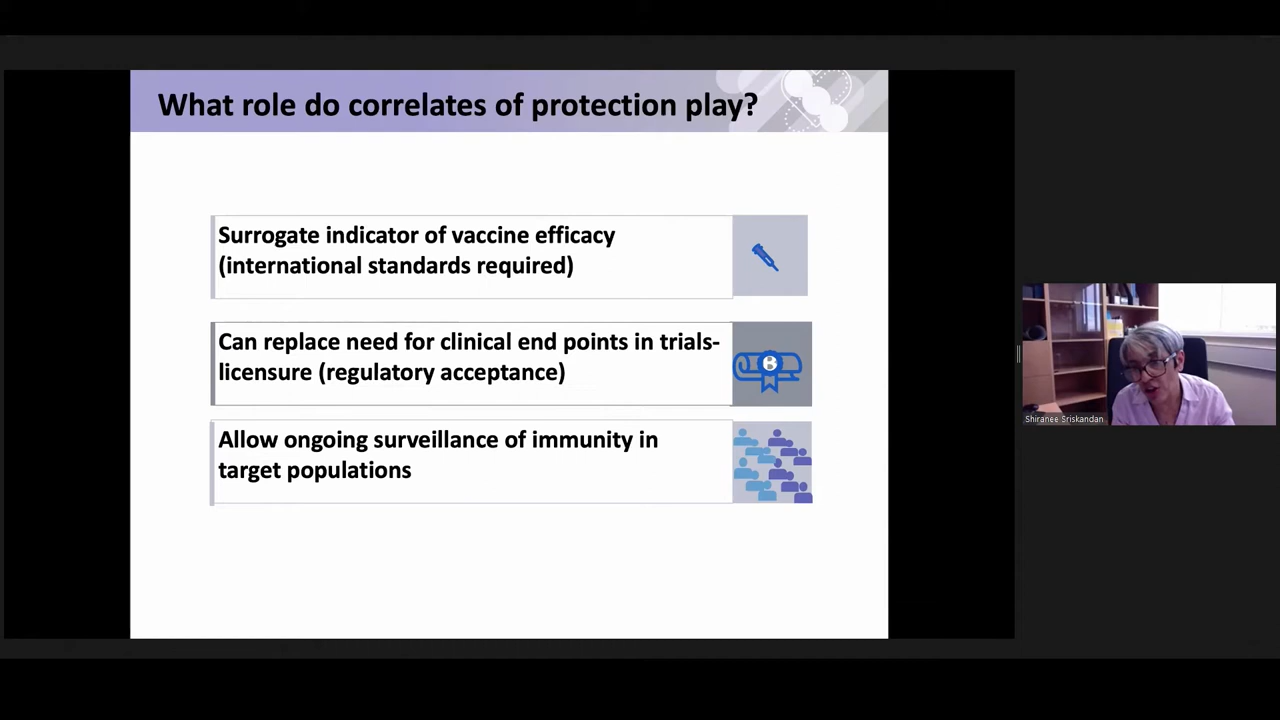 What role do correlates of protection play?
Surrogate indicator of vaccine efficacy
(international standards required)
Can replace need for clinical end points in trials-
licensure (regulatory acceptance)
Allow ongoing surveillance of immunity in
target populations
Shiranee Sriskandan